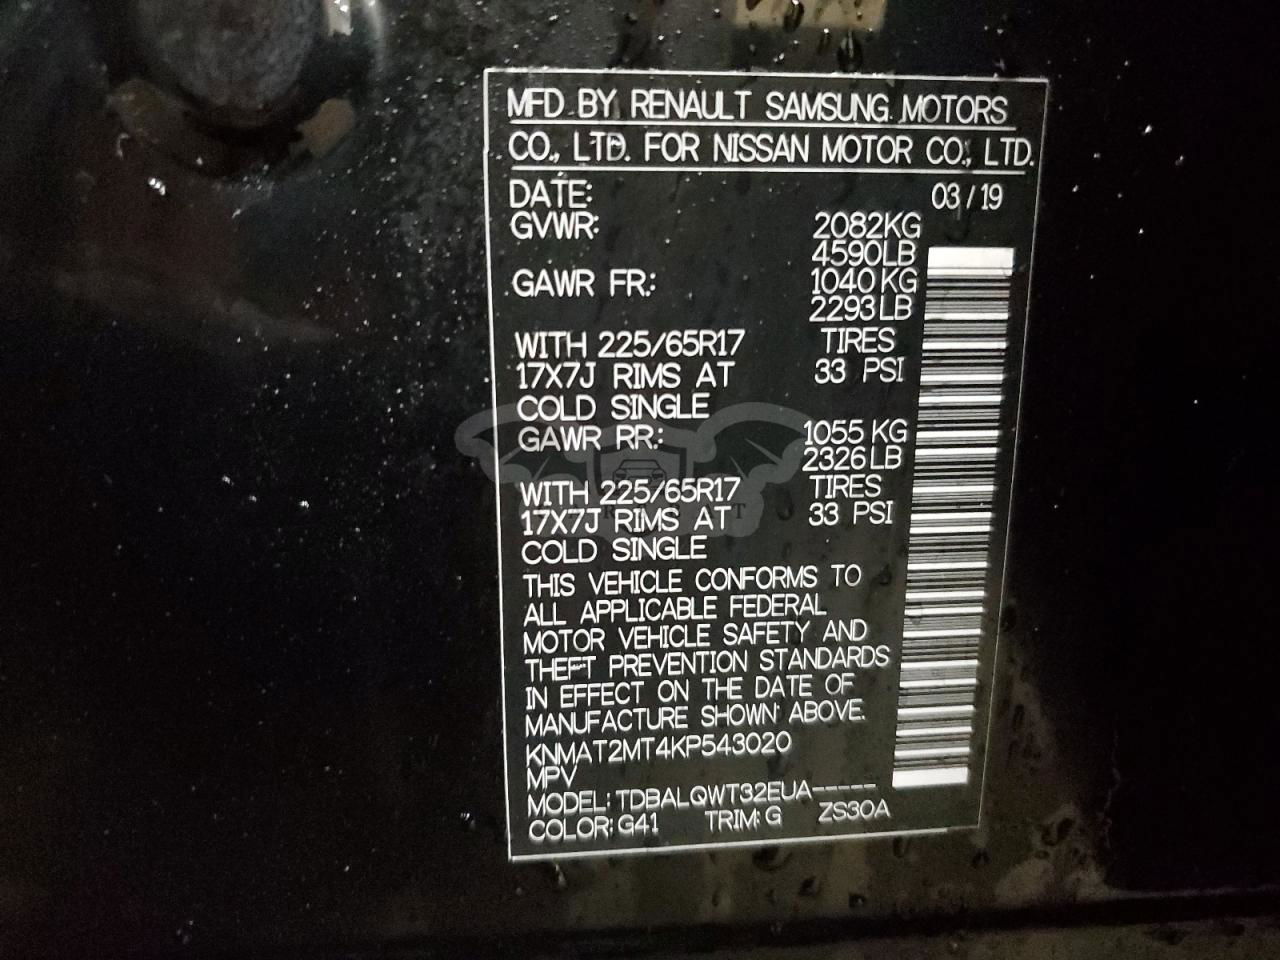 MFD BY RENAULT SAMSUNG MOTORS
CO., LTD. FOR NISSAN MOTOR CO., LTD.
DATE: 03 / 19
GVWR: 2082KG
4590LB
GAWR FR.: 1040 KG
2293 LB
WITH 225/65R17 TIRES
17X7J RIMS AT 33 PSI
COLD SINGLE
GAWR RR.: 1055 KG
2326 LB
WITH 225/65R17 TIRES
17X7J RIMS AT 33 PSI
COLD SINGLE
THIS VEHICLE CONFORMS TO
ALL APPLICABLE FEDERAL
MOTOR VEHICLE SAFETY AND
THEFT PREVENTION STANDARDS
IN EFFECT ON THE DATE OF
MANUFACTURE SHOWN ABOVE.
KNMAT2MT4KP543020
MPV
MODEL: TDBALQWT32EUA-----
COLOR: G41 TRIM: G ZS30A